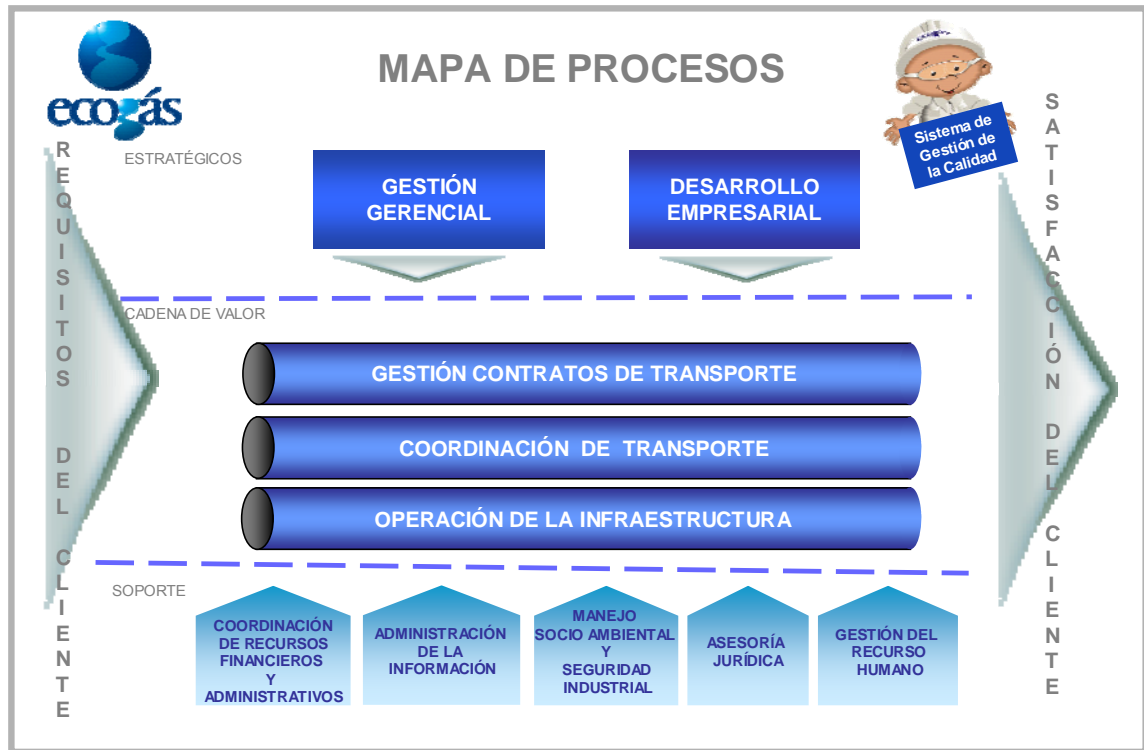 ecogás
MAPA DE PROCESOS
Sistema de
Gestión de
la Calidad
REQUISITOS DEL CLIENTE
SATISFACCIÓN DEL CLIENTE
ESTRATÉGICOS
GESTIÓN
GERENCIAL
DESARROLLO
EMPRESARIAL
CADENA DE VALOR
GESTIÓN CONTRATOS DE TRANSPORTE
COORDINACIÓN DE TRANSPORTE
OPERACIÓN DE LA INFRAESTRUCTURA
SOPORTE
COORDINACIÓN
DE RECURSOS
FINANCIEROS
Y
ADMINISTRATIVOS
ADMINISTRACIÓN
DE LA
INFORMACIÓN
MANEJO
SOCIO AMBIENTAL
Y
SEGURIDAD
INDUSTRIAL
ASESORÍA
JURÍDICA
GESTIÓN DEL
RECURSO
HUMANO